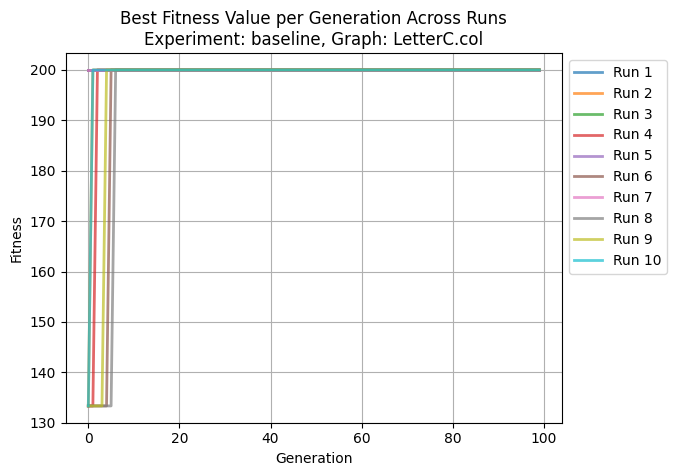 Best Fitness Value per Generation Across Runs
Experiment: baseline, Graph: LetterC.col
200
190
180
170
160
150
140
130
Fitness
0 20 40 60 80 100
Generation
Run 1
Run 2
Run 3
Run 4
Run 5
Run 6
Run 7
Run 8
Run 9
Run 10